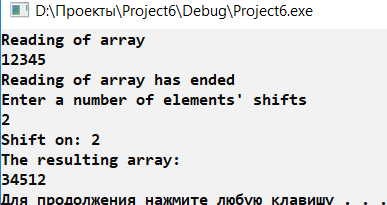 D:\Проекты\Project6\Debug\Project6.exe
Reading of array
12345
Reading of array has ended
Enter a number of elements' shifts
2
Shift on: 2
The resulting array:
34512
Для продолжения нажмите любую клавишу . . .